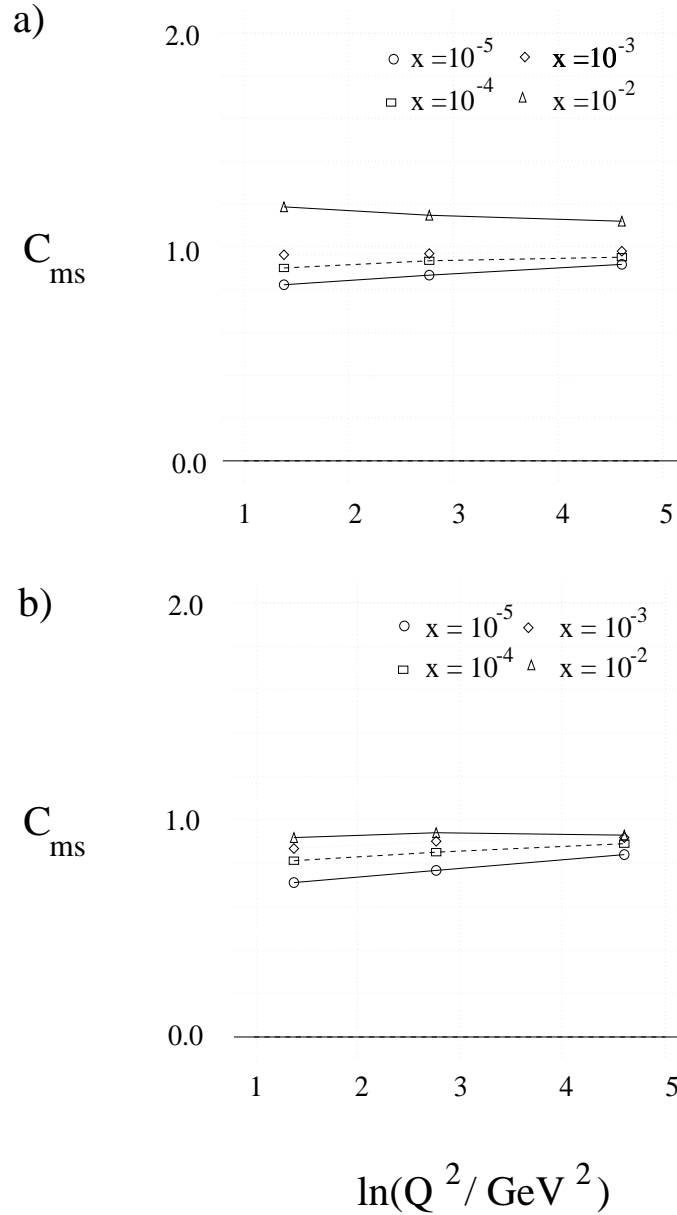 a)
2.0
x =10^-5 x =10^-3
x =10^-4 x =10^-2
C_ms
1.0
0.0
1 2 3 4 5
b)
2.0
x = 10^-5 x = 10^-3
x = 10^-4 x = 10^-2
C_ms
1.0
0.0
1 2 3 4 5
ln(Q^2/ GeV^2)